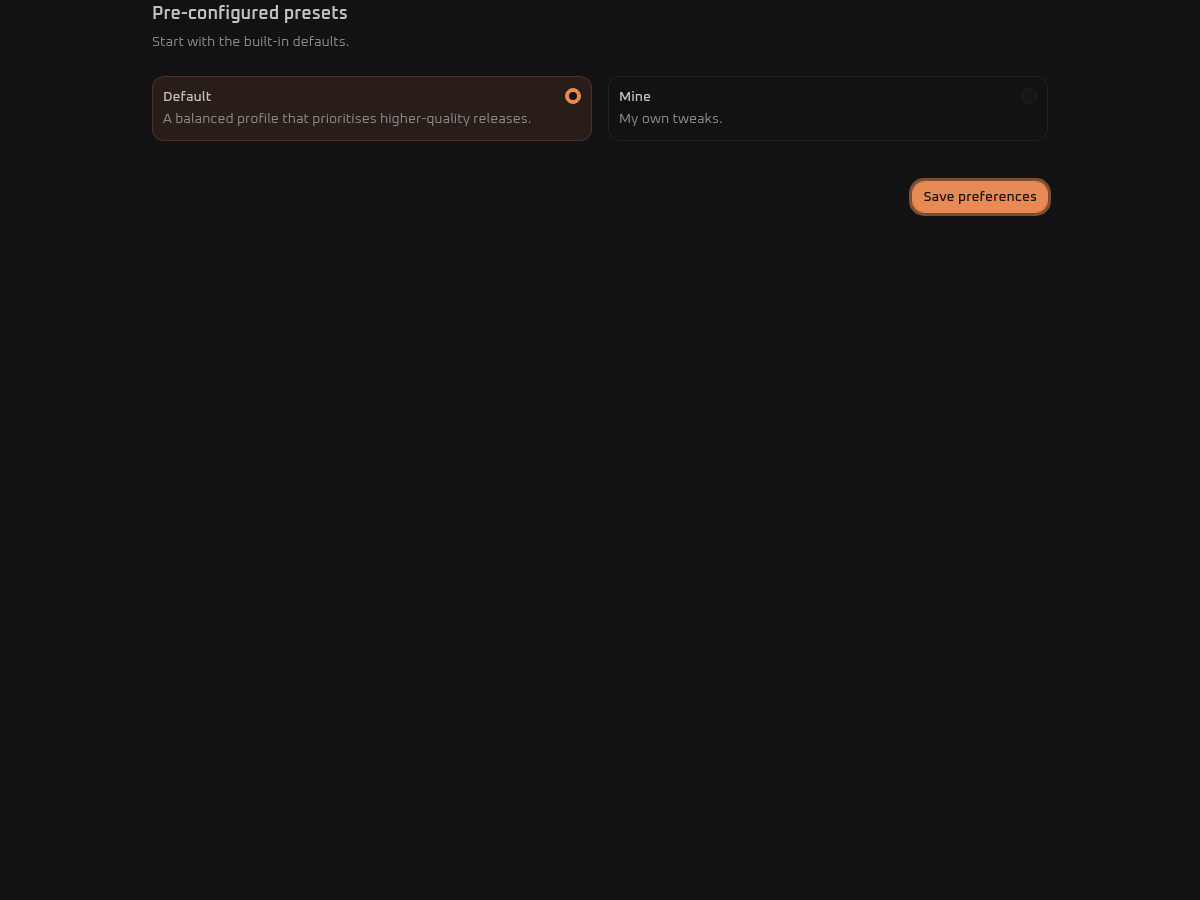 Pre-configured presets
Start with the built-in defaults.
Default
A balanced profile that prioritises higher-quality releases.
Mine
My own tweaks.
Save preferences